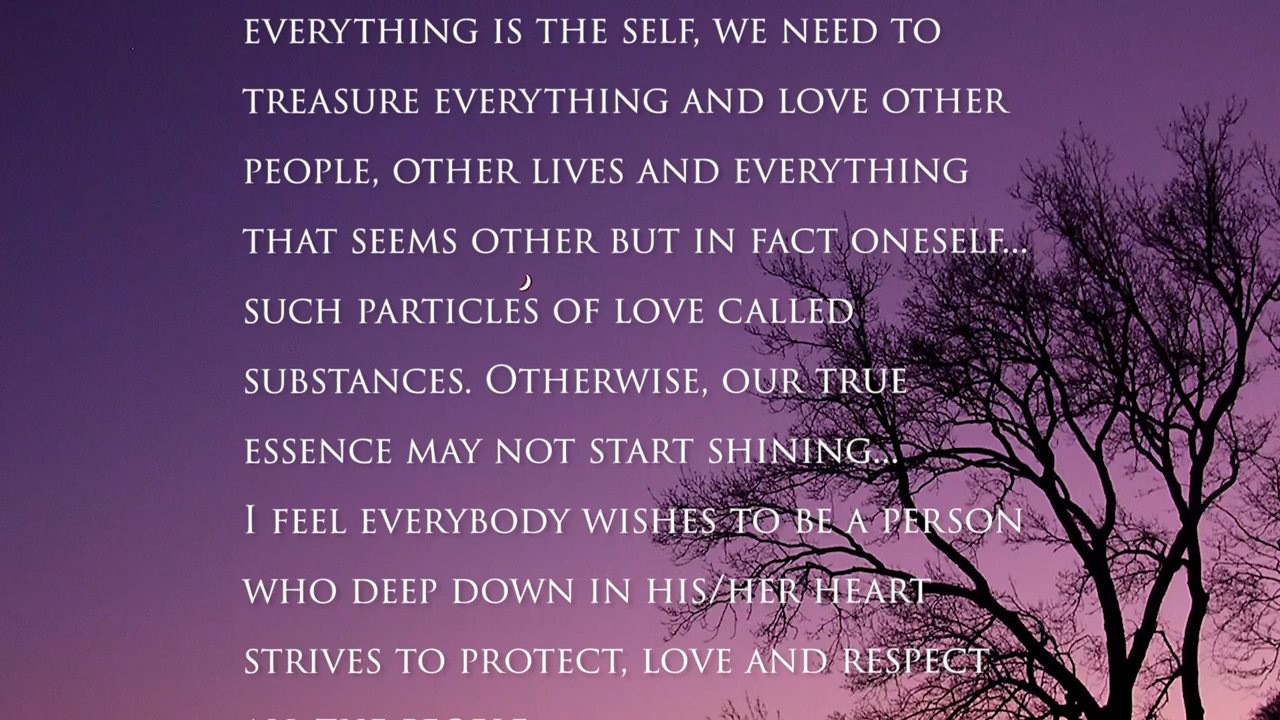 EVERYTHING IS THE SELF, WE NEED TO
TREASURE EVERYTHING AND LOVE OTHER
PEOPLE, OTHER LIVES AND EVERYTHING
THAT SEEMS OTHER BUT IN FACT ONESELF...
SUCH PARTICLES OF LOVE CALLED
SUBSTANCES. OTHERWISE, OUR TRUE
ESSENCE MAY NOT START SHINING...
I FEEL EVERYBODY WISHES TO BE A PERSON
WHO DEEP DOWN IN HIS/HER HEART
STRIVES TO PROTECT, LOVE AND RESPECT